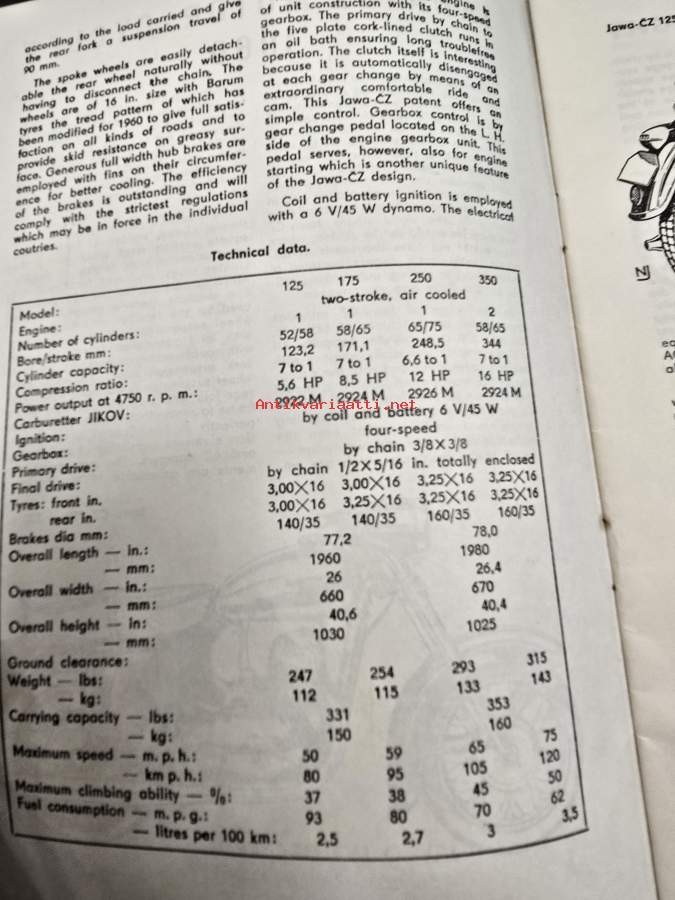 according to the load carried and give
the rear fork a suspension travel of
90 mm.
The spoke wheels are easily detach-
able the rear wheel naturally without
having to disconnect the chain. The
wheels are of 16 in. size with Barum
tyres the tread pattern of which has
been modified for 1960 to give full satis-
faction on all kinds of roads and to
provide skid resistance on greasy sur-
face. Generous full width hub brakes are
employed with fins on their circumfer-
ence for better cooling. The efficiency
of the brakes is outstanding and will
comply with the strictest regulations
which may be in force in the individual
coutries.
engine is
of unit construction with its four-speed
gearbox. The primary drive by chain to
the five plate cork-lined clutch runs in
an oil bath ensuring long troublefree
operation. The clutch itself is interesting
because it is automatically disengaged
at each gear change by means of an
extraordinary comfortable ride and
cam. This Jawa-ČZ patent offers an
simple control. Gearbox control is by
gear change pedal located on the L. H.
side of the engine gearbox unit. This
pedal serves, however, also for engine
starting which is another unique feature
of the Jawa-ČZ design.
Coil and battery ignition is employed
with a 6 V/45 W dynamo. The electrical
Technical data.
Model: 125 175 250 350
Engine: two-stroke, air cooled
Number of cylinders: 1 1 1 2
Bore/stroke mm: 52/58 58/65 65/75 58/65
Cylinder capacity: 123,2 171,1 248,5 344
Compression ratio: 7 to 1 7 to 1 6,6 to 1 7 to 1
Power output at 4750 r. p. m.: 5,6 HP 8,5 HP 12 HP 16 HP
Carburetter JIKOV: 2922 M 2924 M 2926 M 2924 M
Ignition: by coil and battery 6 V/45 W
Gearbox: four-speed
Primary drive: by chain 3/8 X 3/8
Final drive: by chain 1/2 X 5/16 in. totally enclosed
Tyres: front in. 3,00X16 3,00X16 3,25X16 3,25X16
rear in. 3,00X16 3,25X16 3,25X16 3,25X16
Brakes dia mm: 140/35 140/35 160/35 160/35
Overall length — in.: 77,2 78,0
— mm: 1960 1980
Overall width — in.: 26 26,4
— mm: 660 670
Overall height — in: 40,6 40,4
— mm: 1030 1025
Ground clearance:
Weight — lbs: 247 254 293 315
— kg: 112 115 133 143
Carrying capacity — lbs: 331 353
— kg: 150 160
Maximum speed — m. p. h.: 50 59 65 75
— km p. h.: 80 95 105 120
Maximum climbing ability — %: 37 38 45 50
Fuel consumption — m. p. g.: 93 80 70 62
— litres per 100 km: 2,5 2,7 3 3,5
Antikvariaatti.net
Jawa-ČZ 125